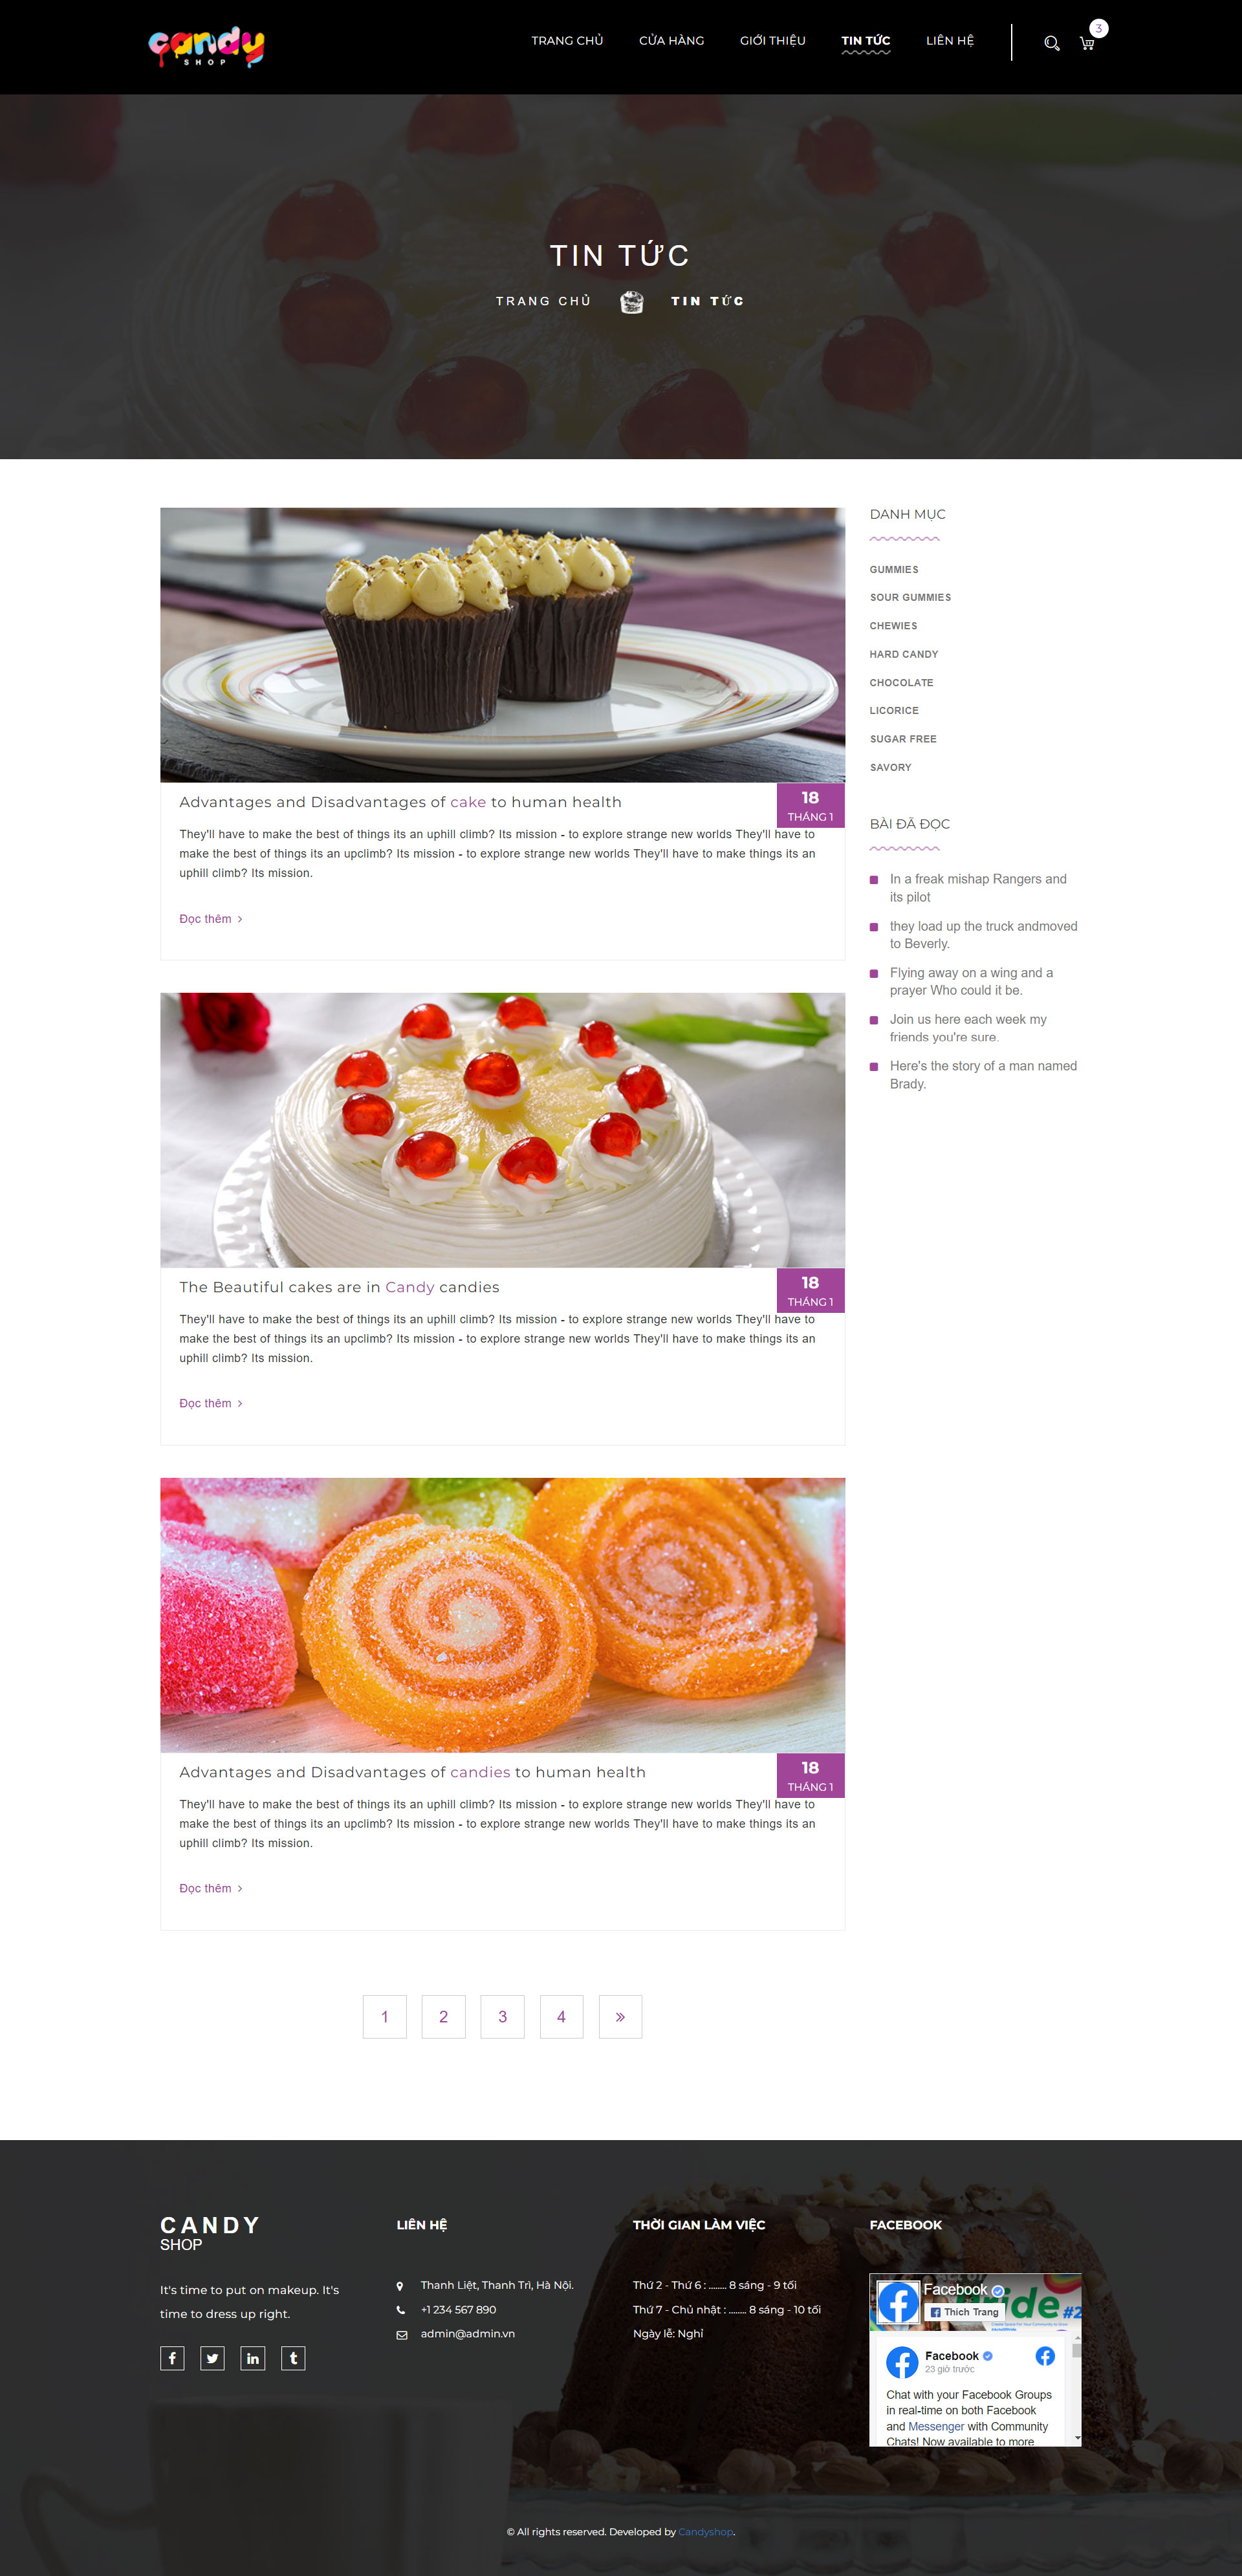 candy
SHOP
TRANG CHỦ
CỬA HÀNG
GIỚI THIỆU
TIN TỨC
LIÊN HỆ
3
TIN TỨC
TRANG CHỦ
TIN TỨC
18
THÁNG 1
Advantages and Disadvantages of cake to human health
They'll have to make the best of things its an uphill climb? Its mission - to explore strange new worlds They'll have to
make the best of things its an upclimb? Its mission - to explore strange new worlds They'll have to make things its an
uphill climb? Its mission.
Đọc thêm
18
THÁNG 1
The Beautiful cakes are in Candy candies
They'll have to make the best of things its an uphill climb? Its mission - to explore strange new worlds They'll have to
make the best of things its an upclimb? Its mission - to explore strange new worlds They'll have to make things its an
uphill climb? Its mission.
Đọc thêm
18
THÁNG 1
Advantages and Disadvantages of candies to human health
They'll have to make the best of things its an uphill climb? Its mission - to explore strange new worlds They'll have to
make the best of things its an upclimb? Its mission - to explore strange new worlds They'll have to make things its an
uphill climb? Its mission.
Đọc thêm
1
2
3
4
»
DANH MỤC
GUMMIES
SOUR GUMMIES
CHEWIES
HARD CANDY
CHOCOLATE
LICORICE
SUGAR FREE
SAVORY
BÀI ĐÃ ĐỌC
In a freak mishap Rangers and
its pilot
they load up the truck andmoved
to Beverly.
Flying away on a wing and a
prayer Who could it be.
Join us here each week my
friends you're sure.
Here's the story of a man named
Brady.
CANDY
SHOP
It's time to put on makeup. It's
time to dress up right.
LIÊN HỆ
Thanh Liệt, Thanh Trì, Hà Nội.
+1 234 567 890
admin@admin.vn
THỜI GIAN LÀM VIỆC
Thứ 2 - Thứ 6 : ........ 8 sáng - 9 tối
Thứ 7 - Chủ nhật : ........ 8 sáng - 10 tối
Ngày lễ: Nghỉ
FACEBOOK
Facebook
Thích Trang
Facebook
23 giờ trước
Chat with your Facebook Groups
in real-time on both Facebook
and Messenger with Community
Chats! Now available to more
© All rights reserved. Developed by Candyshop.